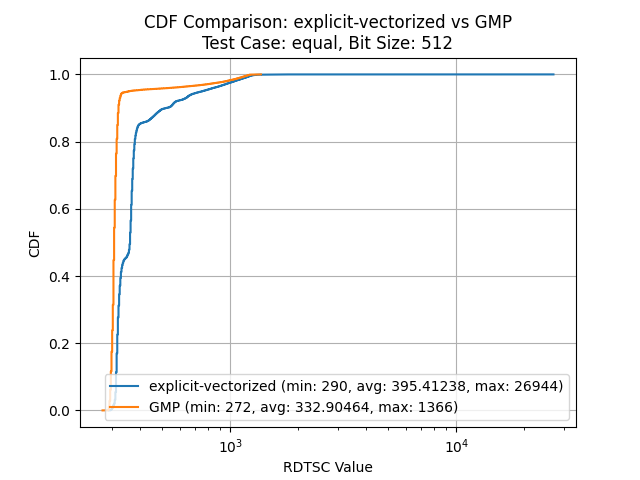 CDF Comparison: explicit-vectorized vs GMP
Test Case: equal, Bit Size: 512
CDF
1.0
0.8
0.6
0.4
0.2
0.0
explicit-vectorized (min: 290, avg: 395.41238, max: 26944)
GMP (min: 272, avg: 332.90464, max: 1366)
10³ 10⁴
RDTSC Value